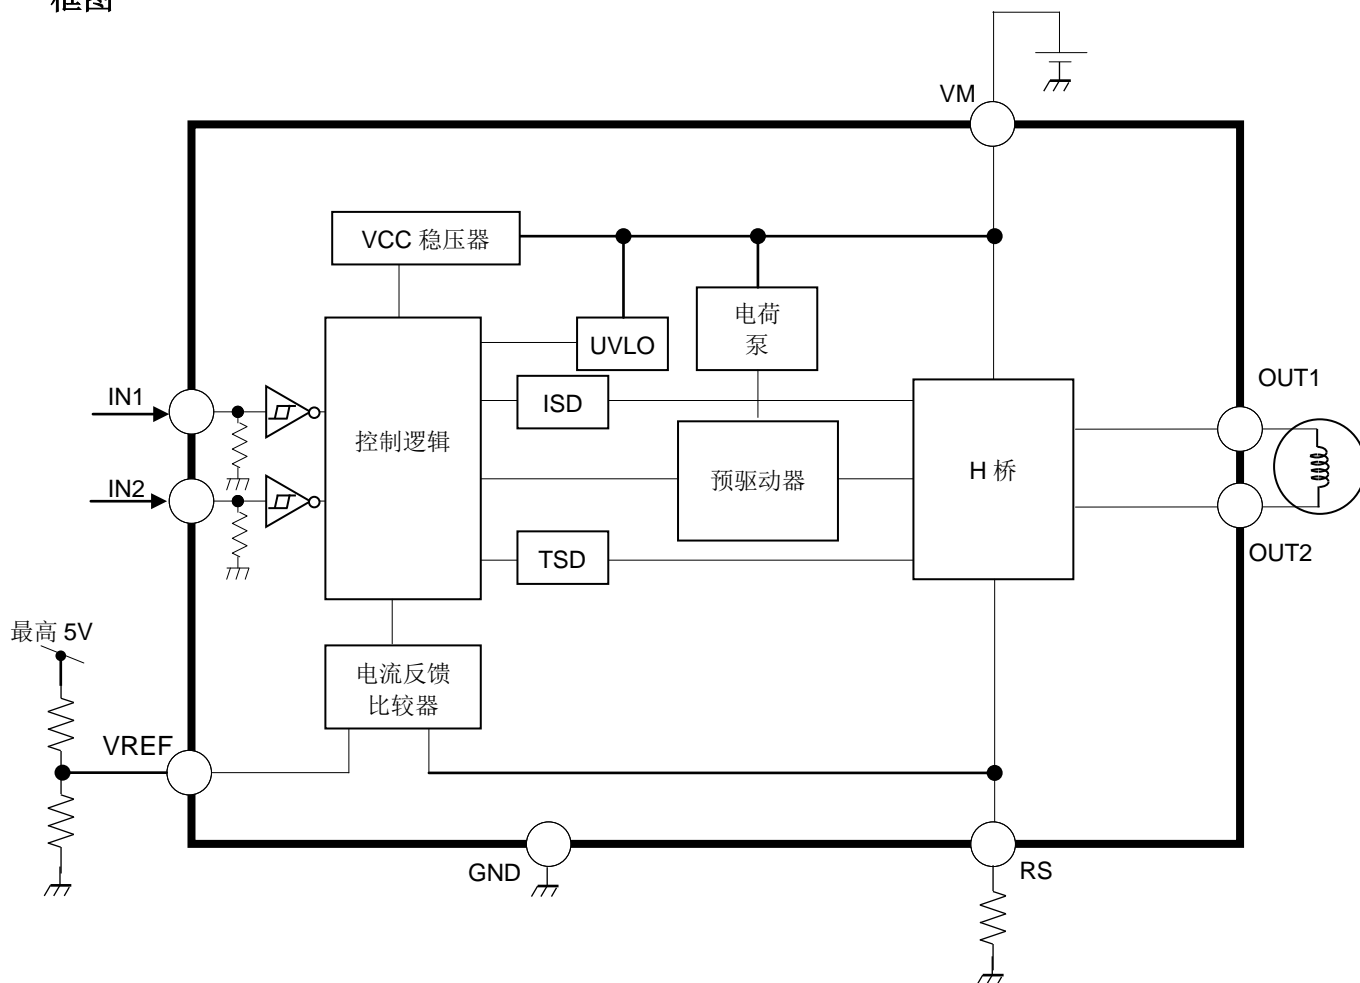 框图
VM
VCC 稳压器
电荷
泵
UVLO
OUT1
IN1
ISD
控制逻辑
H 桥
预驱动器
IN2
OUT2
TSD
最高 5V
电流反馈
比较器
VREF
GND
RS